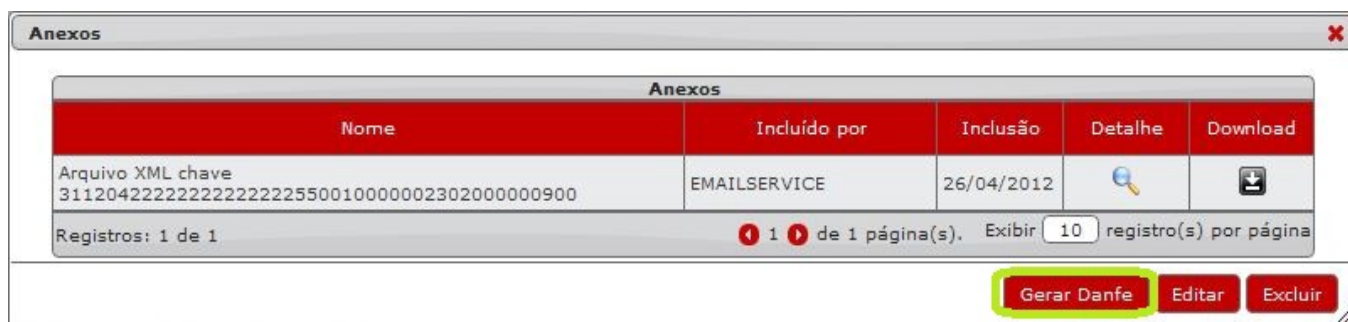 Anexos
Anexos
Nome Incluído por Inclusão Detalhe Download
Arquivo XML chave
31120422222222222222550010000002302000000900 EMAILSERVICE 26/04/2012
Registros: 1 de 1 1 de 1 página(s). Exibir 10 registro(s) por página
Gerar Danfe Editar Excluir